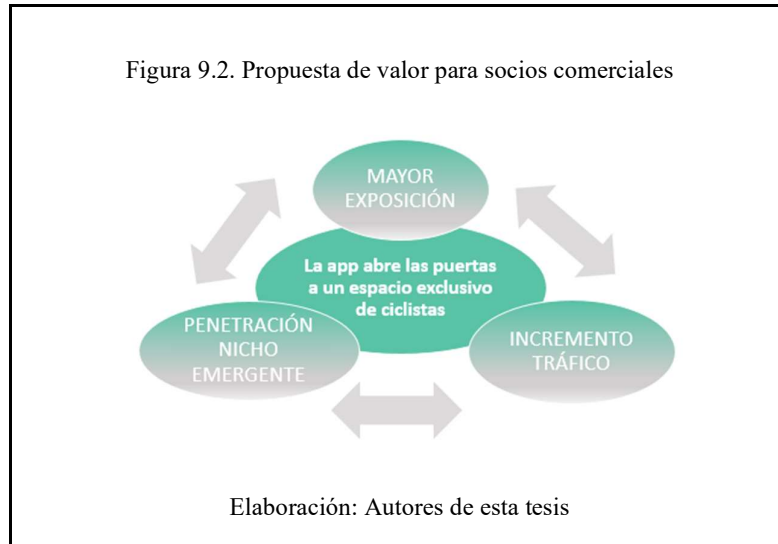 Figura 9.2. Propuesta de valor para socios comerciales
MAYOR
EXPOSICIÓN
La app abre las puertas
a un espacio exclusivo
de ciclistas
PENETRACIÓN
NICHO
EMERGENTE
INCREMENTO
TRÁFICO
Elaboración: Autores de esta tesis